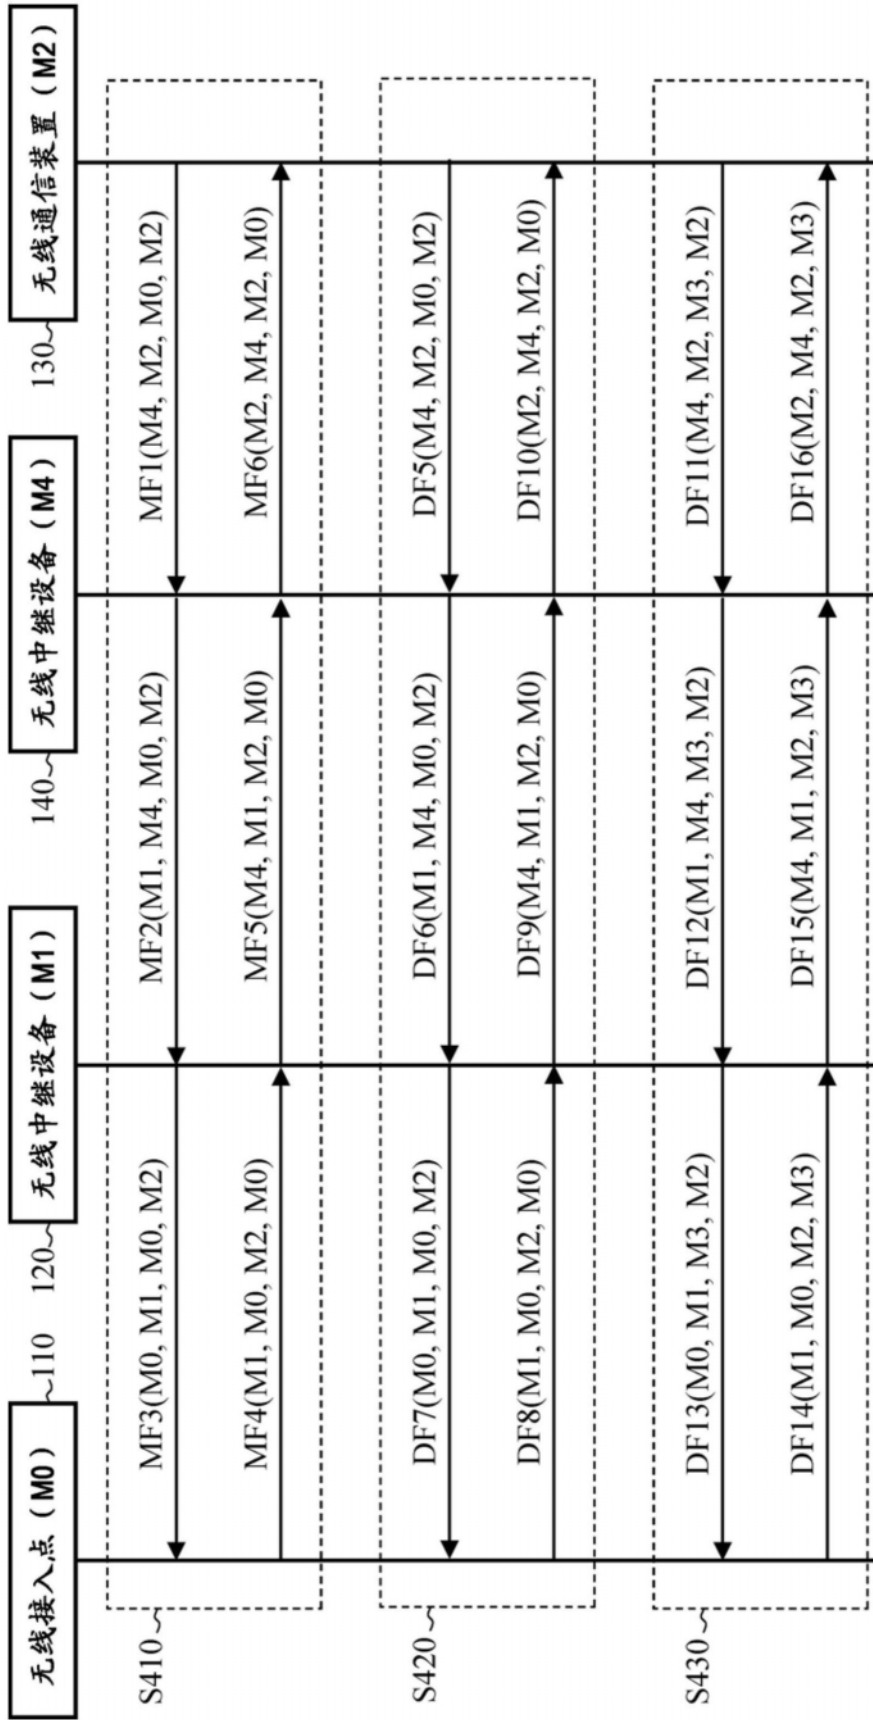 无线接入点（M0）
110
120
无线中继设备（M1）
140
无线中继设备（M4）
130
无线通信装置（M2）
S410
MF3(M0, M1, M0, M2)
MF2(M1, M4, M0, M2)
MF1(M4, M2, M0, M2)
MF4(M1, M0, M2, M0)
MF5(M4, M1, M2, M0)
MF6(M2, M4, M2, M0)
S420
DF7(M0, M1, M0, M2)
DF6(M1, M4, M0, M2)
DF5(M4, M2, M0, M2)
DF8(M1, M0, M2, M0)
DF9(M4, M1, M2, M0)
DF10(M2, M4, M2, M0)
S430
DF13(M0, M1, M3, M2)
DF12(M1, M4, M3, M2)
DF11(M4, M2, M3, M2)
DF14(M1, M0, M2, M3)
DF15(M4, M1, M2, M3)
DF16(M2, M4, M2, M3)